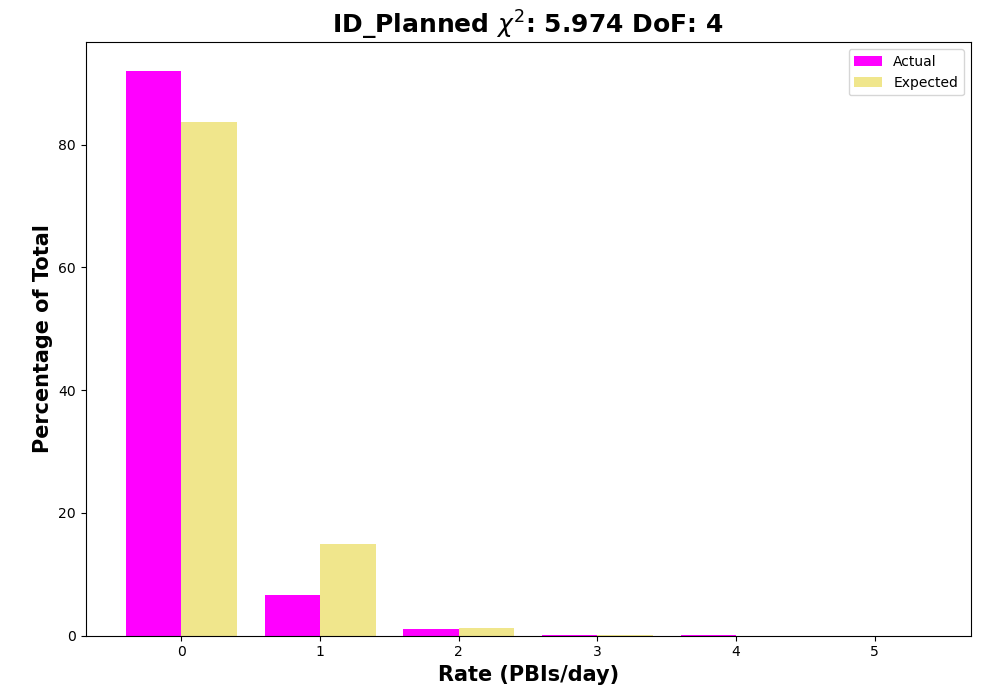 ID_Planned χ²: 5.974 DoF: 4
Actual
Expected
Percentage of Total
80
60
40
20
0
0 1 2 3 4 5
Rate (PBIs/day)